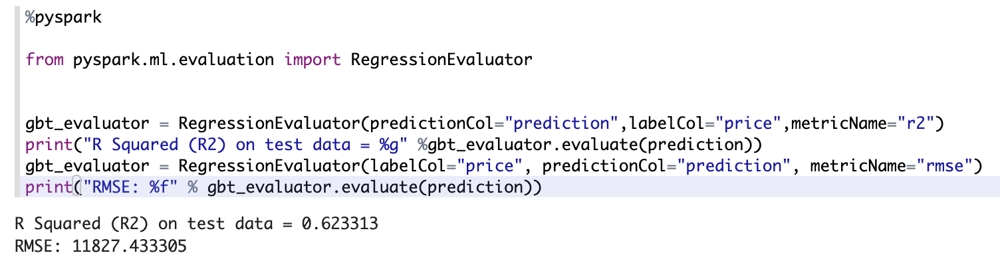 %pyspark
from pyspark.ml.evaluation import RegressionEvaluator
gbt_evaluator = RegressionEvaluator(predictionCol="prediction",labelCol="price",metricName="r2")
print("R Squared (R2) on test data = %g" %gbt_evaluator.evaluate(prediction))
gbt_evaluator = RegressionEvaluator(labelCol="price", predictionCol="prediction", metricName="rmse")
print("RMSE: %f" % gbt_evaluator.evaluate(prediction))
R Squared (R2) on test data = 0.623313
RMSE: 11827.433305